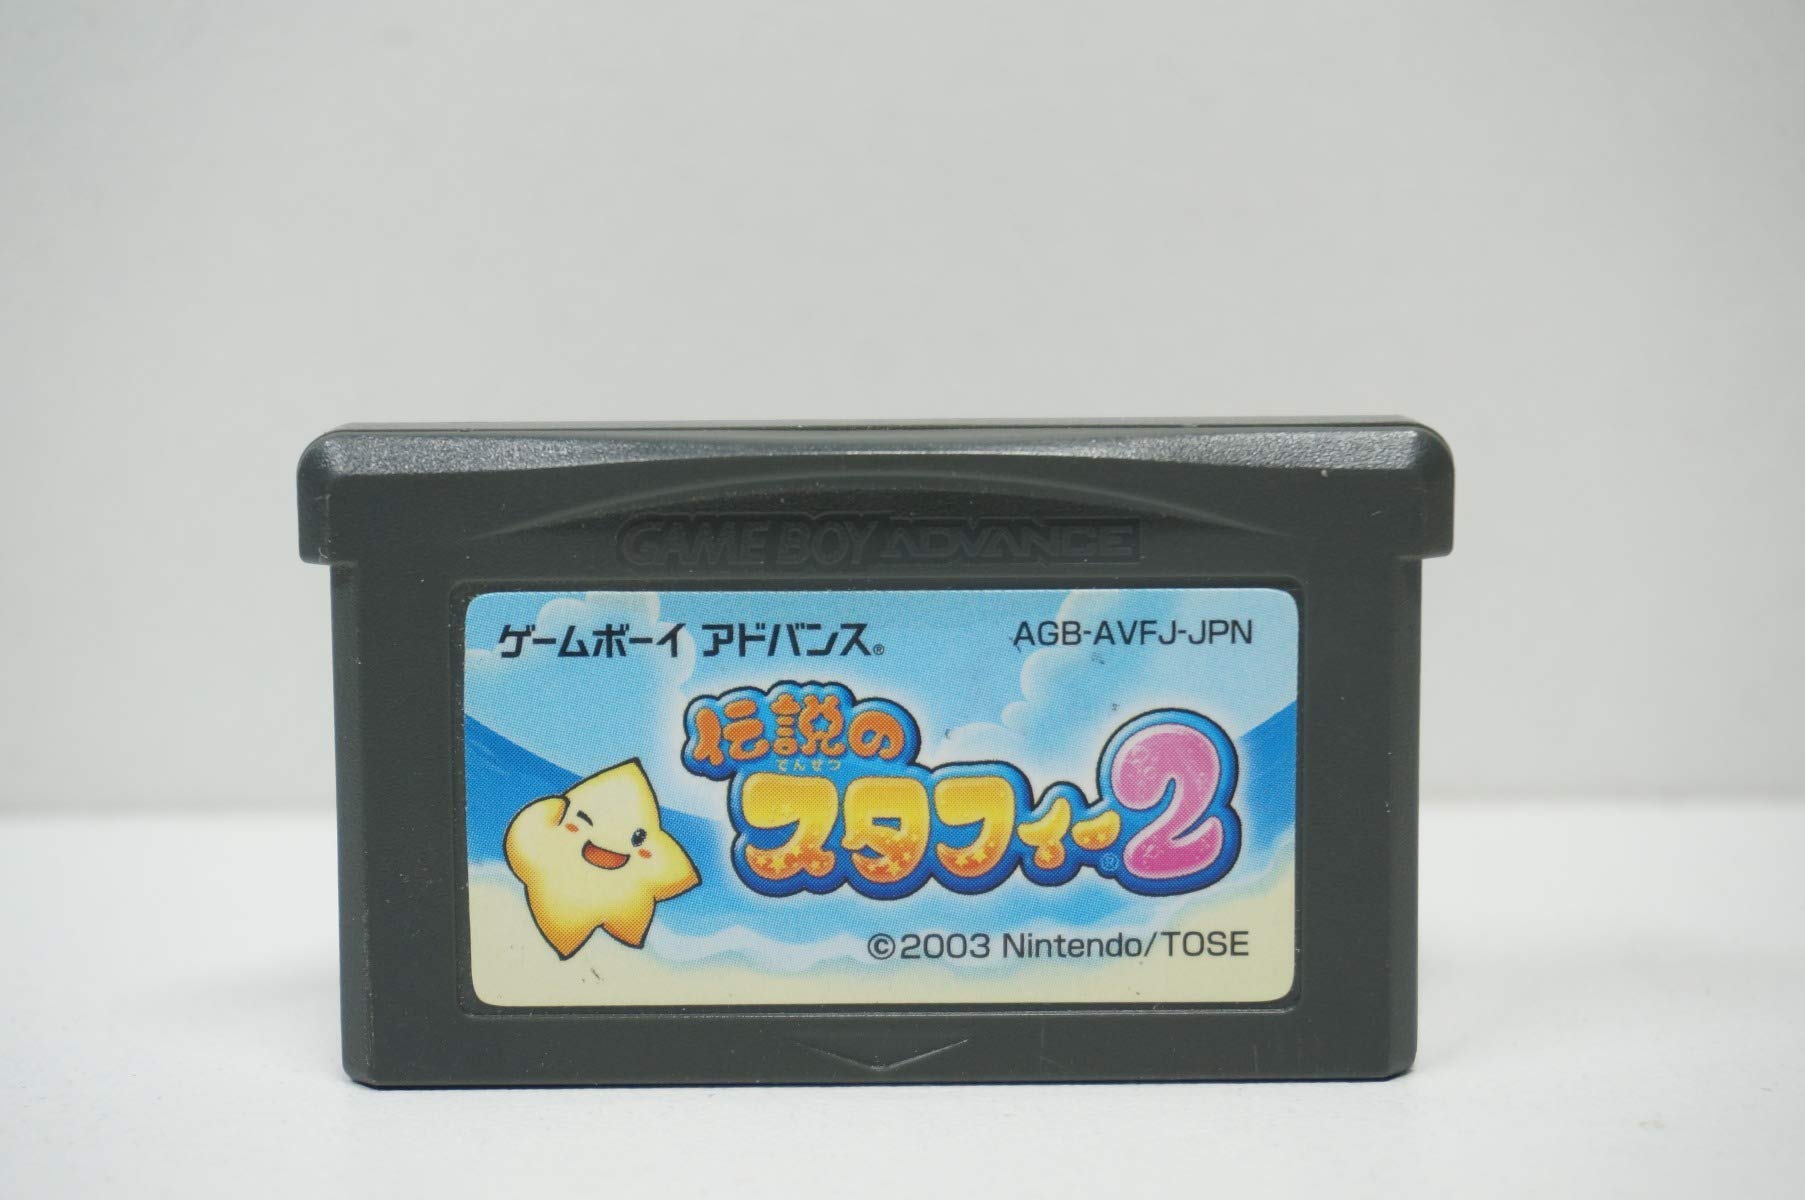 GAME BOY ADVANCE
ゲームボーイ アドバンス®
AGB-AVFJ-JPN
伝説の
でんせつ
スタフィー®2
©2003 Nintendo/TOSE